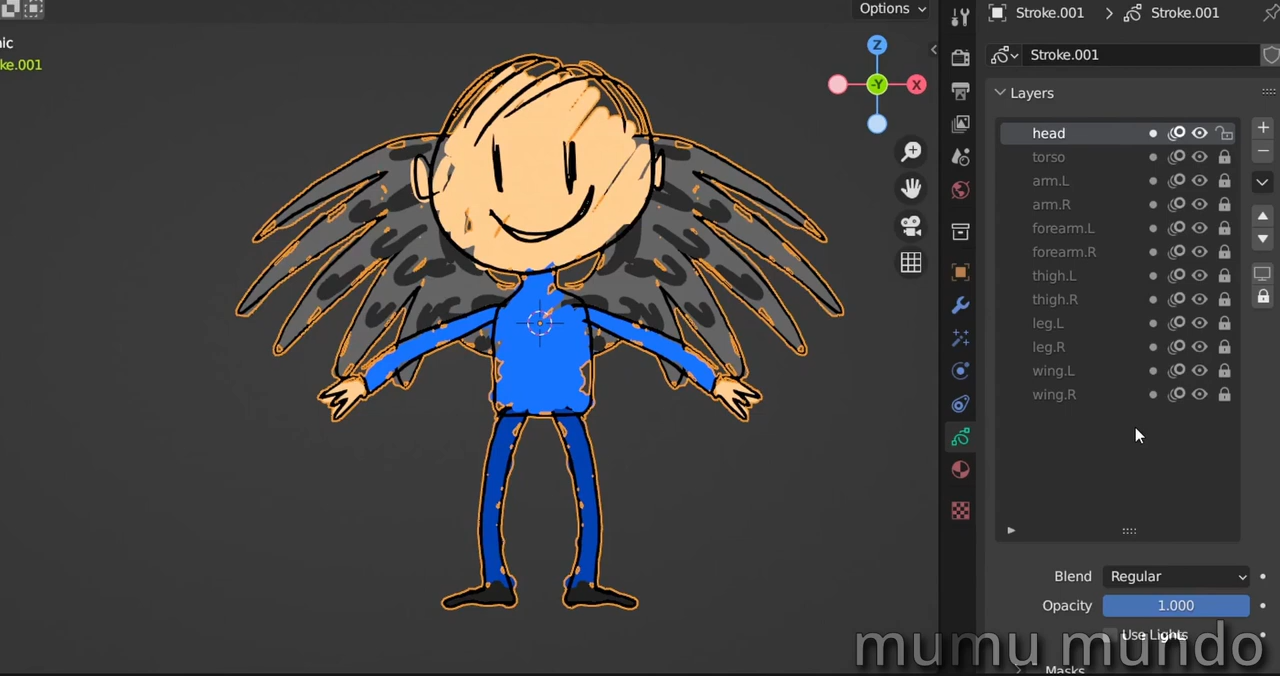 Options
ic
ke.001
Z
-Y
X
Stroke.001 > Stroke.001
Stroke.001
Layers
head
torso
arm.L
arm.R
forearm.L
forearm.R
thigh.L
thigh.R
leg.L
leg.R
wing.L
wing.R
Blend Regular
Opacity 1.000
Use Lights
Masks
mumu mundo